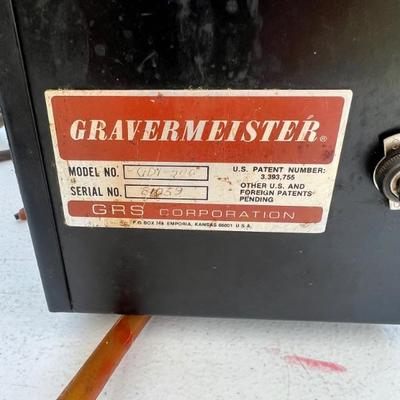 GRAVERMEISTER®
MODEL NO.
U.S. PATENT NUMBER:
3,393,755
SERIAL NO.
OTHER U.S. AND
FOREIGN PATENTS
PENDING
GRS CORPORATION
P.O. BOX 748 EMPORIA, KANSAS 66801 U.S.A.